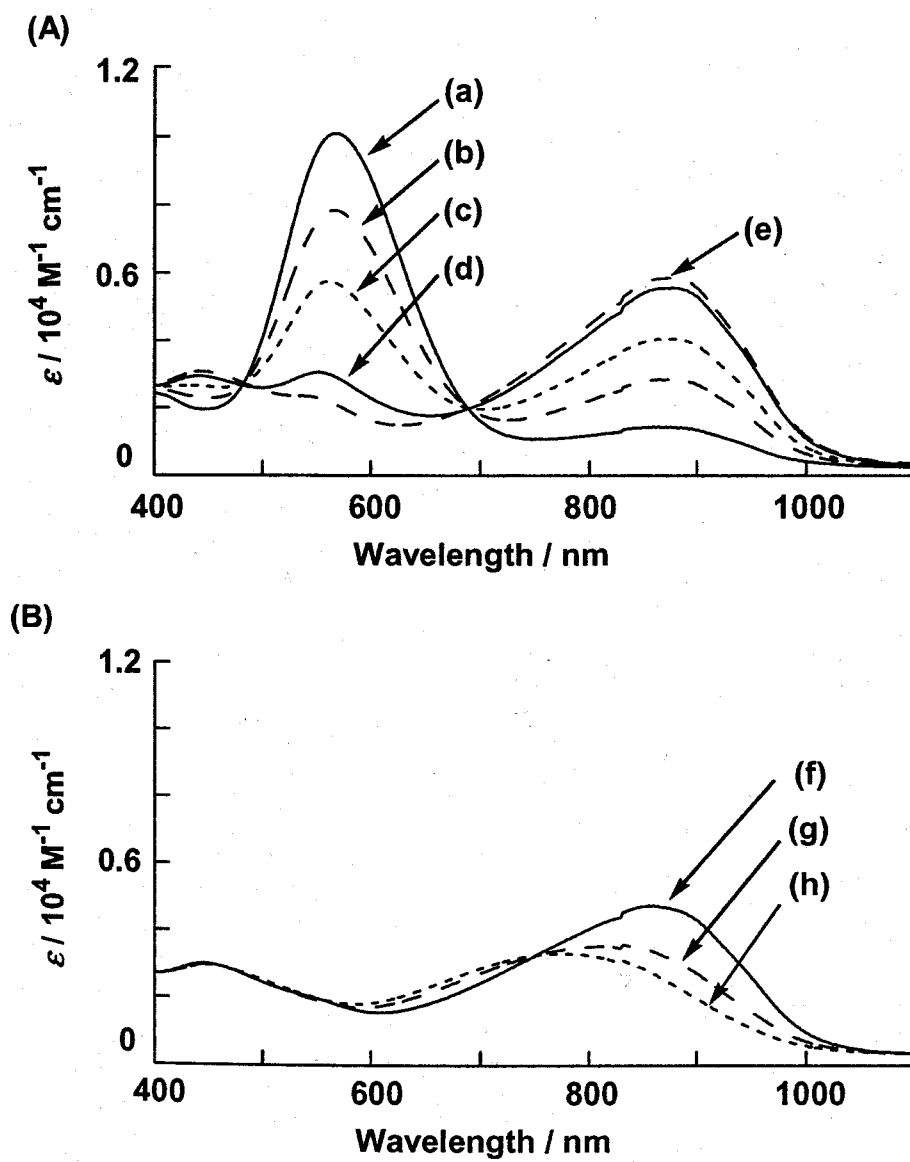 (A)
1.2
0.6
0
ε / 10⁴ M⁻¹ cm⁻¹
(a)
(b)
(c)
(d)
(e)
400
600
800
1000
Wavelength / nm
(B)
1.2
0.6
0
ε / 10⁴ M⁻¹ cm⁻¹
(f)
(g)
(h)
400
600
800
1000
Wavelength / nm